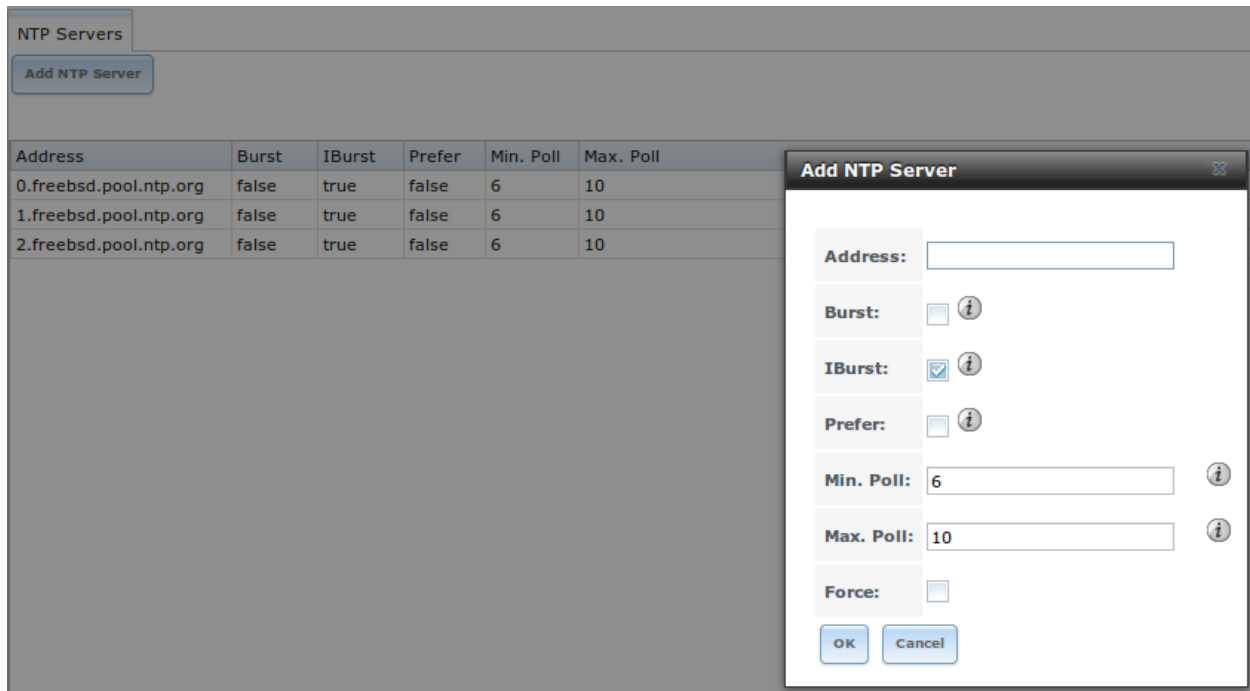 NTP Servers
Add NTP Server
Address Burst IBurst Prefer Min. Poll Max. Poll
0.freebsd.pool.ntp.org false true false 6 10
1.freebsd.pool.ntp.org false true false 6 10
2.freebsd.pool.ntp.org false true false 6 10
Add NTP Server
Address:
Burst: i
IBurst: i
Prefer: i
Min. Poll: 6 i
Max. Poll: 10 i
Force:
OK Cancel